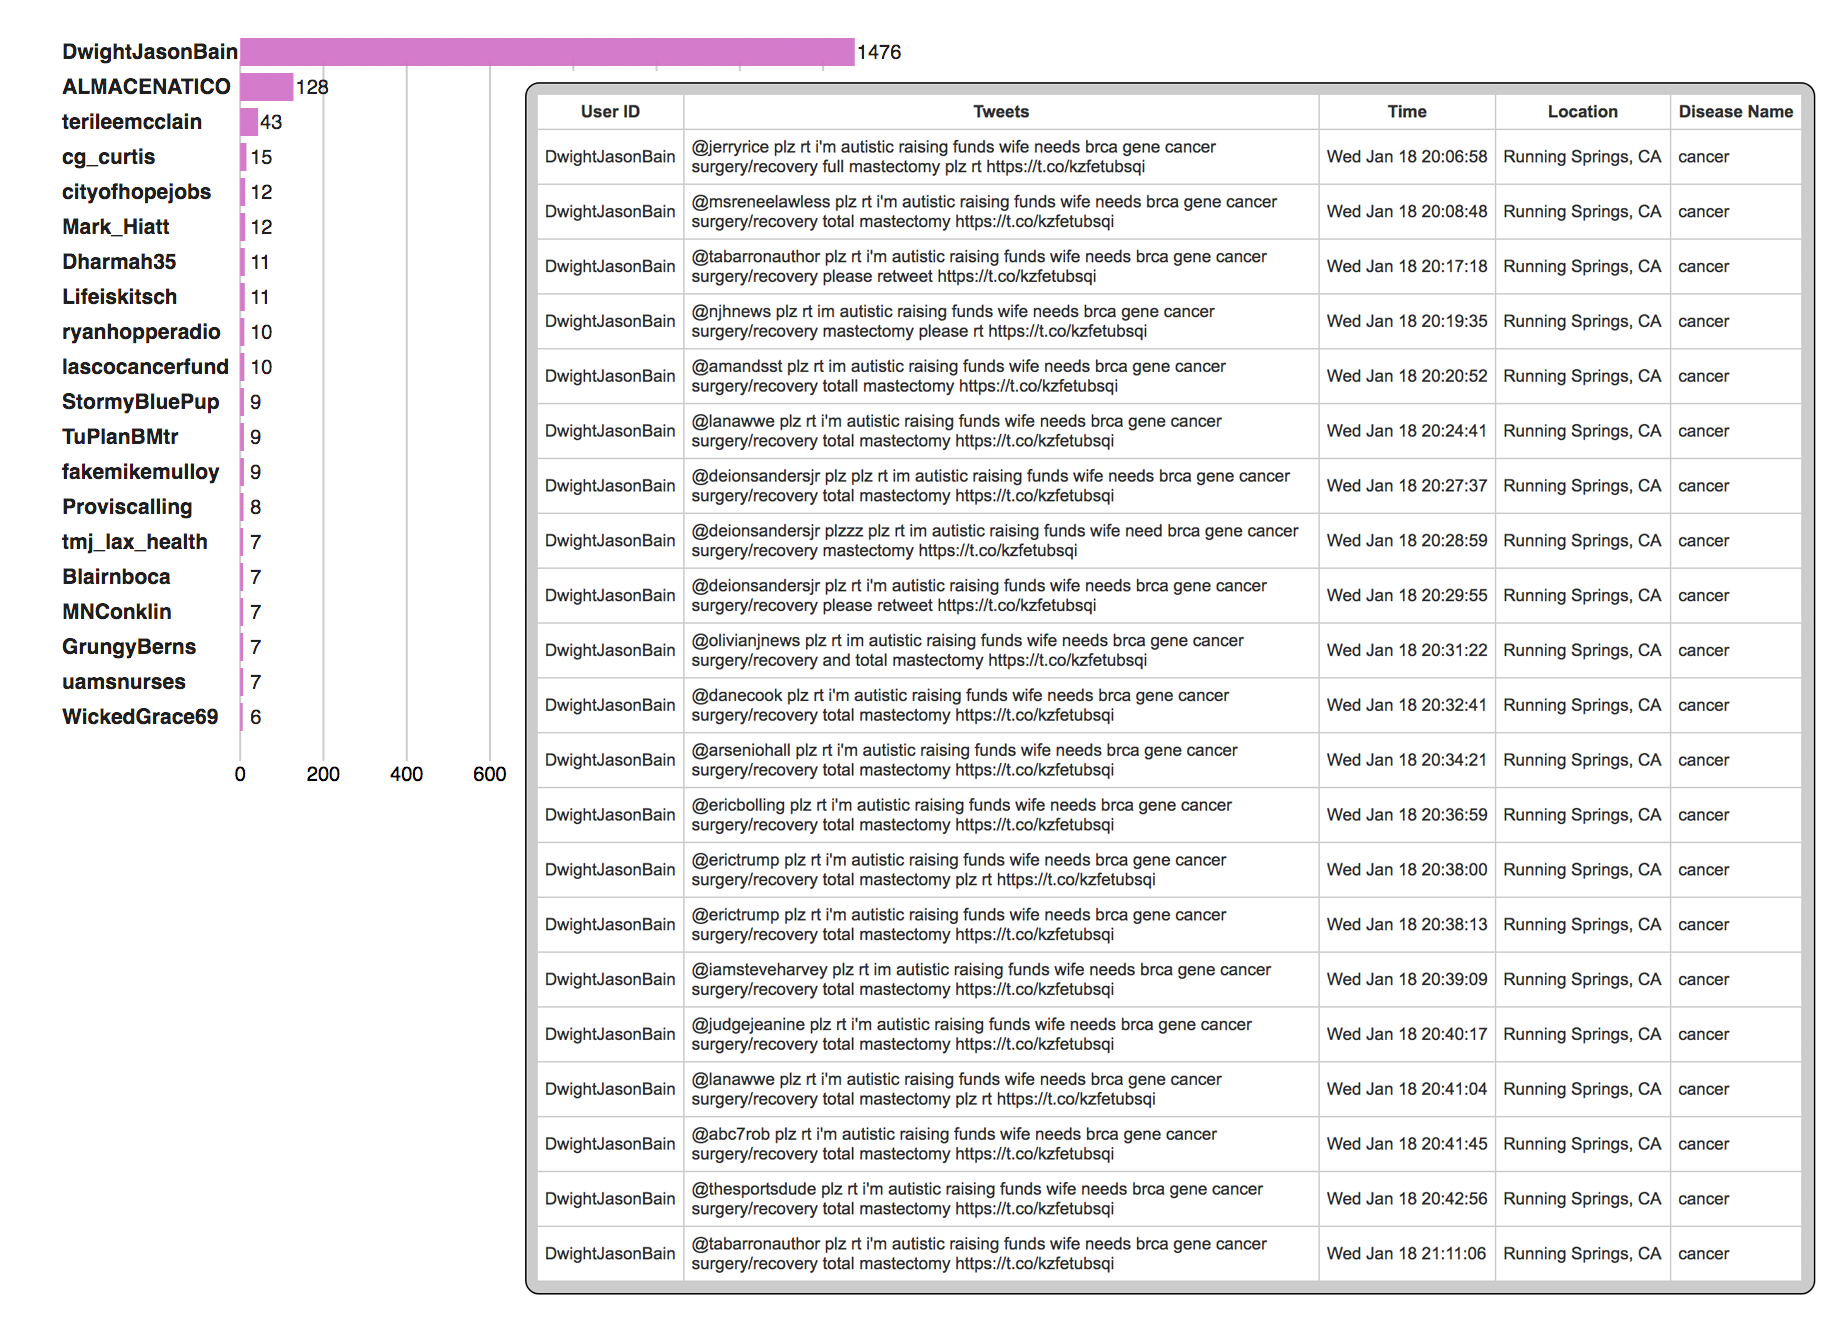 DwightJasonBain 1476
ALMACENATICO 128
terileemcclain 43
cg_curtis 15
cityofhopejobs 12
Mark_Hiatt 12
Dharmah35 11
Lifeiskitsch 11
ryanhopperadio 10
lascocancerfund 10
StormyBluePup 9
TuPlanBMtr 9
fakemikemulloy 9
Proviscalling 8
tmj_lax_health 7
Blairnboca 7
MNConklin 7
GrungyBerns 7
uamsnurses 7
WickedGrace69 6
0 200 400 600
User ID Tweets Time Location Disease Name
DwightJasonBain @jerryrice plz rt i'm autistic raising funds wife needs brca gene cancer
surgery/recovery full mastectomy plz rt https://t.co/kzfetubsqi Wed Jan 18 20:06:58 Running Springs, CA cancer
DwightJasonBain @msreneelawless plz rt i'm autistic raising funds wife needs brca gene cancer
surgery/recovery total mastectomy https://t.co/kzfetubsqi Wed Jan 18 20:08:48 Running Springs, CA cancer
DwightJasonBain @tabarronauthor plz rt i'm autistic raising funds wife needs brca gene cancer
surgery/recovery please retweet https://t.co/kzfetubsqi Wed Jan 18 20:17:18 Running Springs, CA cancer
DwightJasonBain @njhnews plz rt im autistic raising funds wife needs brca gene cancer
surgery/recovery mastectomy please rt https://t.co/kzfetubsqi Wed Jan 18 20:19:35 Running Springs, CA cancer
DwightJasonBain @amandsst plz rt im autistic raising funds wife needs brca gene cancer
surgery/recovery totall mastectomy https://t.co/kzfetubsqi Wed Jan 18 20:20:52 Running Springs, CA cancer
DwightJasonBain @lanawwe plz rt i'm autistic raising funds wife needs brca gene cancer
surgery/recovery total mastectomy https://t.co/kzfetubsqi Wed Jan 18 20:24:41 Running Springs, CA cancer
DwightJasonBain @deionsandersjr plz plz rt im autistic raising funds wife needs brca gene cancer
surgery/recovery total mastectomy https://t.co/kzfetubsqi Wed Jan 18 20:27:37 Running Springs, CA cancer
DwightJasonBain @deionsandersjr plzzz plz rt im autistic raising funds wife need brca gene cancer
surgery/recovery mastectomy https://t.co/kzfetubsqi Wed Jan 18 20:28:59 Running Springs, CA cancer
DwightJasonBain @deionsandersjr plz rt i'm autistic raising funds wife needs brca gene cancer
surgery/recovery please retweet https://t.co/kzfetubsqi Wed Jan 18 20:29:55 Running Springs, CA cancer
DwightJasonBain @olivianjnews plz rt im autistic raising funds wife needs brca gene cancer
surgery/recovery and total mastectomy https://t.co/kzfetubsqi Wed Jan 18 20:31:22 Running Springs, CA cancer
DwightJasonBain @danecook plz rt i'm autistic raising funds wife needs brca gene cancer
surgery/recovery total mastectomy https://t.co/kzfetubsqi Wed Jan 18 20:32:41 Running Springs, CA cancer
DwightJasonBain @arseniohall plz rt i'm autistic raising funds wife needs brca gene cancer
surgery/recovery total mastectomy https://t.co/kzfetubsqi Wed Jan 18 20:34:21 Running Springs, CA cancer
DwightJasonBain @ericbolling plz rt i'm autistic raising funds wife needs brca gene cancer
surgery/recovery total mastectomy https://t.co/kzfetubsqi Wed Jan 18 20:36:59 Running Springs, CA cancer
DwightJasonBain @erictrump plz rt i'm autistic raising funds wife needs brca gene cancer
surgery/recovery total mastectomy plz rt https://t.co/kzfetubsqi Wed Jan 18 20:38:00 Running Springs, CA cancer
DwightJasonBain @erictrump plz rt i'm autistic raising funds wife needs brca gene cancer
surgery/recovery total mastectomy https://t.co/kzfetubsqi Wed Jan 18 20:38:13 Running Springs, CA cancer
DwightJasonBain @iamsteveharvey plz rt im autistic raising funds wife needs brca gene cancer
surgery/recovery total mastectomy https://t.co/kzfetubsqi Wed Jan 18 20:39:09 Running Springs, CA cancer
DwightJasonBain @judgejeanine plz rt i'm autistic raising funds wife needs brca gene cancer
surgery/recovery total mastectomy https://t.co/kzfetubsqi Wed Jan 18 20:40:17 Running Springs, CA cancer
DwightJasonBain @lanawwe plz rt i'm autistic raising funds wife needs brca gene cancer
surgery/recovery total mastectomy plz rt https://t.co/kzfetubsqi Wed Jan 18 20:41:04 Running Springs, CA cancer
DwightJasonBain @abc7rob plz rt i'm autistic raising funds wife needs brca gene cancer
surgery/recovery total mastectomy https://t.co/kzfetubsqi Wed Jan 18 20:41:45 Running Springs, CA cancer
DwightJasonBain @thesportsdude plz rt i'm autistic raising funds wife needs brca gene cancer
surgery/recovery total mastectomy https://t.co/kzfetubsqi Wed Jan 18 20:42:56 Running Springs, CA cancer
DwightJasonBain @tabarronauthor plz rt i'm autistic raising funds wife needs brca gene cancer
surgery/recovery total mastectomy https://t.co/kzfetubsqi Wed Jan 18 21:11:06 Running Springs, CA cancer